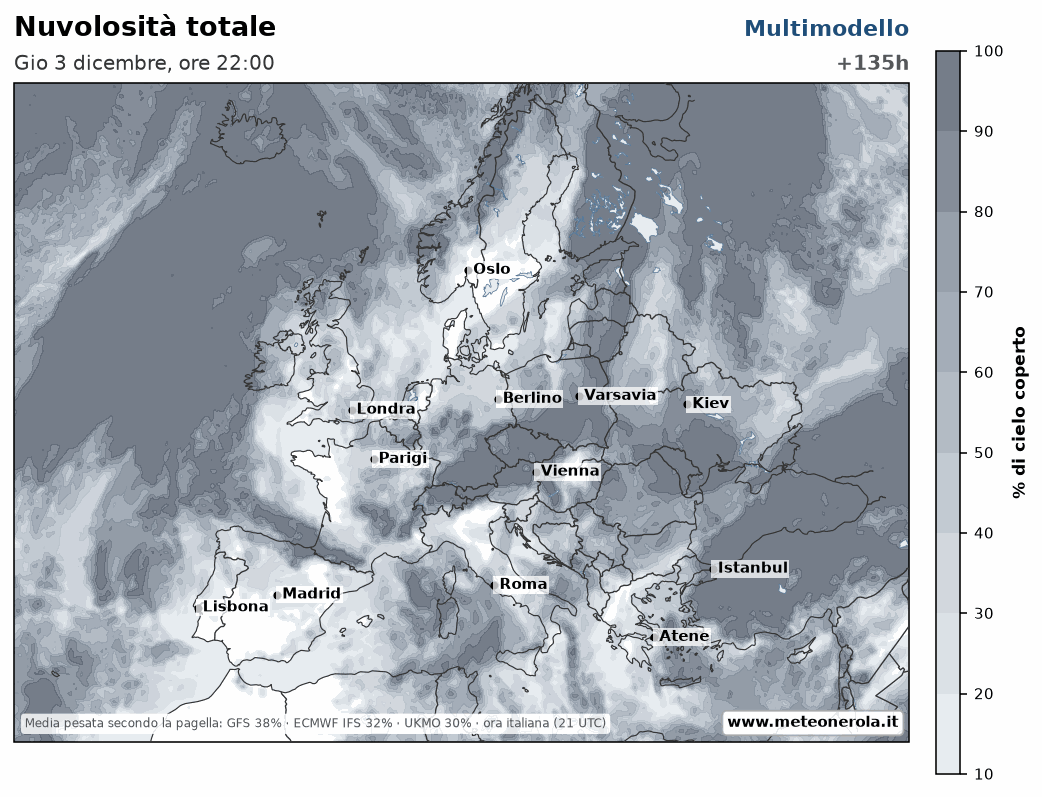 Nuvolosità totale
Multimodello
Gio 3 dicembre, ore 22:00
+135h
100
90
80
70
60
50
40
30
20
10
% di cielo coperto
Oslo
Londra
Berlino
Varsavia
Kiev
Parigi
Vienna
Istanbul
Roma
Madrid
Lisbona
Atene
Media pesata secondo la pagella: GFS 38% · ECMWF IFS 32% · UKMO 30% · ora italiana (21 UTC)
www.meteonerola.it